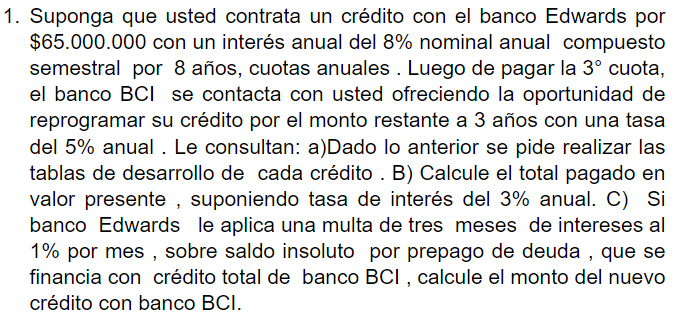 1. Suponga que usted contrata un crédito con el banco Edwards por
$65.000.000 con un interés anual del 8% nominal anual compuesto
semestral por 8 años, cuotas anuales . Luego de pagar la 3° cuota,
el banco BCI se contacta con usted ofreciendo la oportunidad de
reprogramar su crédito por el monto restante a 3 años con una tasa
del 5% anual . Le consultan: a)Dado lo anterior se pide realizar las
tablas de desarrollo de cada crédito . B) Calcule el total pagado en
valor presente , suponiendo tasa de interés del 3% anual. C) Si
banco Edwards le aplica una multa de tres meses de intereses al
1% por mes , sobre saldo insoluto por prepago de deuda , que se
financia con crédito total de banco BCI , calcule el monto del nuevo
crédito con banco BCI.